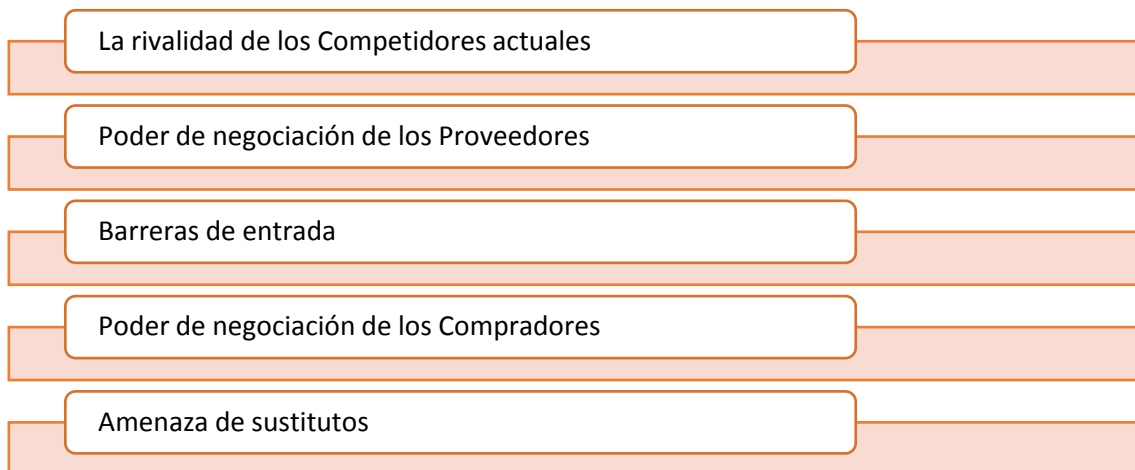 La rivalidad de los Competidores actuales
Poder de negociación de los Proveedores
Barreras de entrada
Poder de negociación de los Compradores
Amenaza de sustitutos